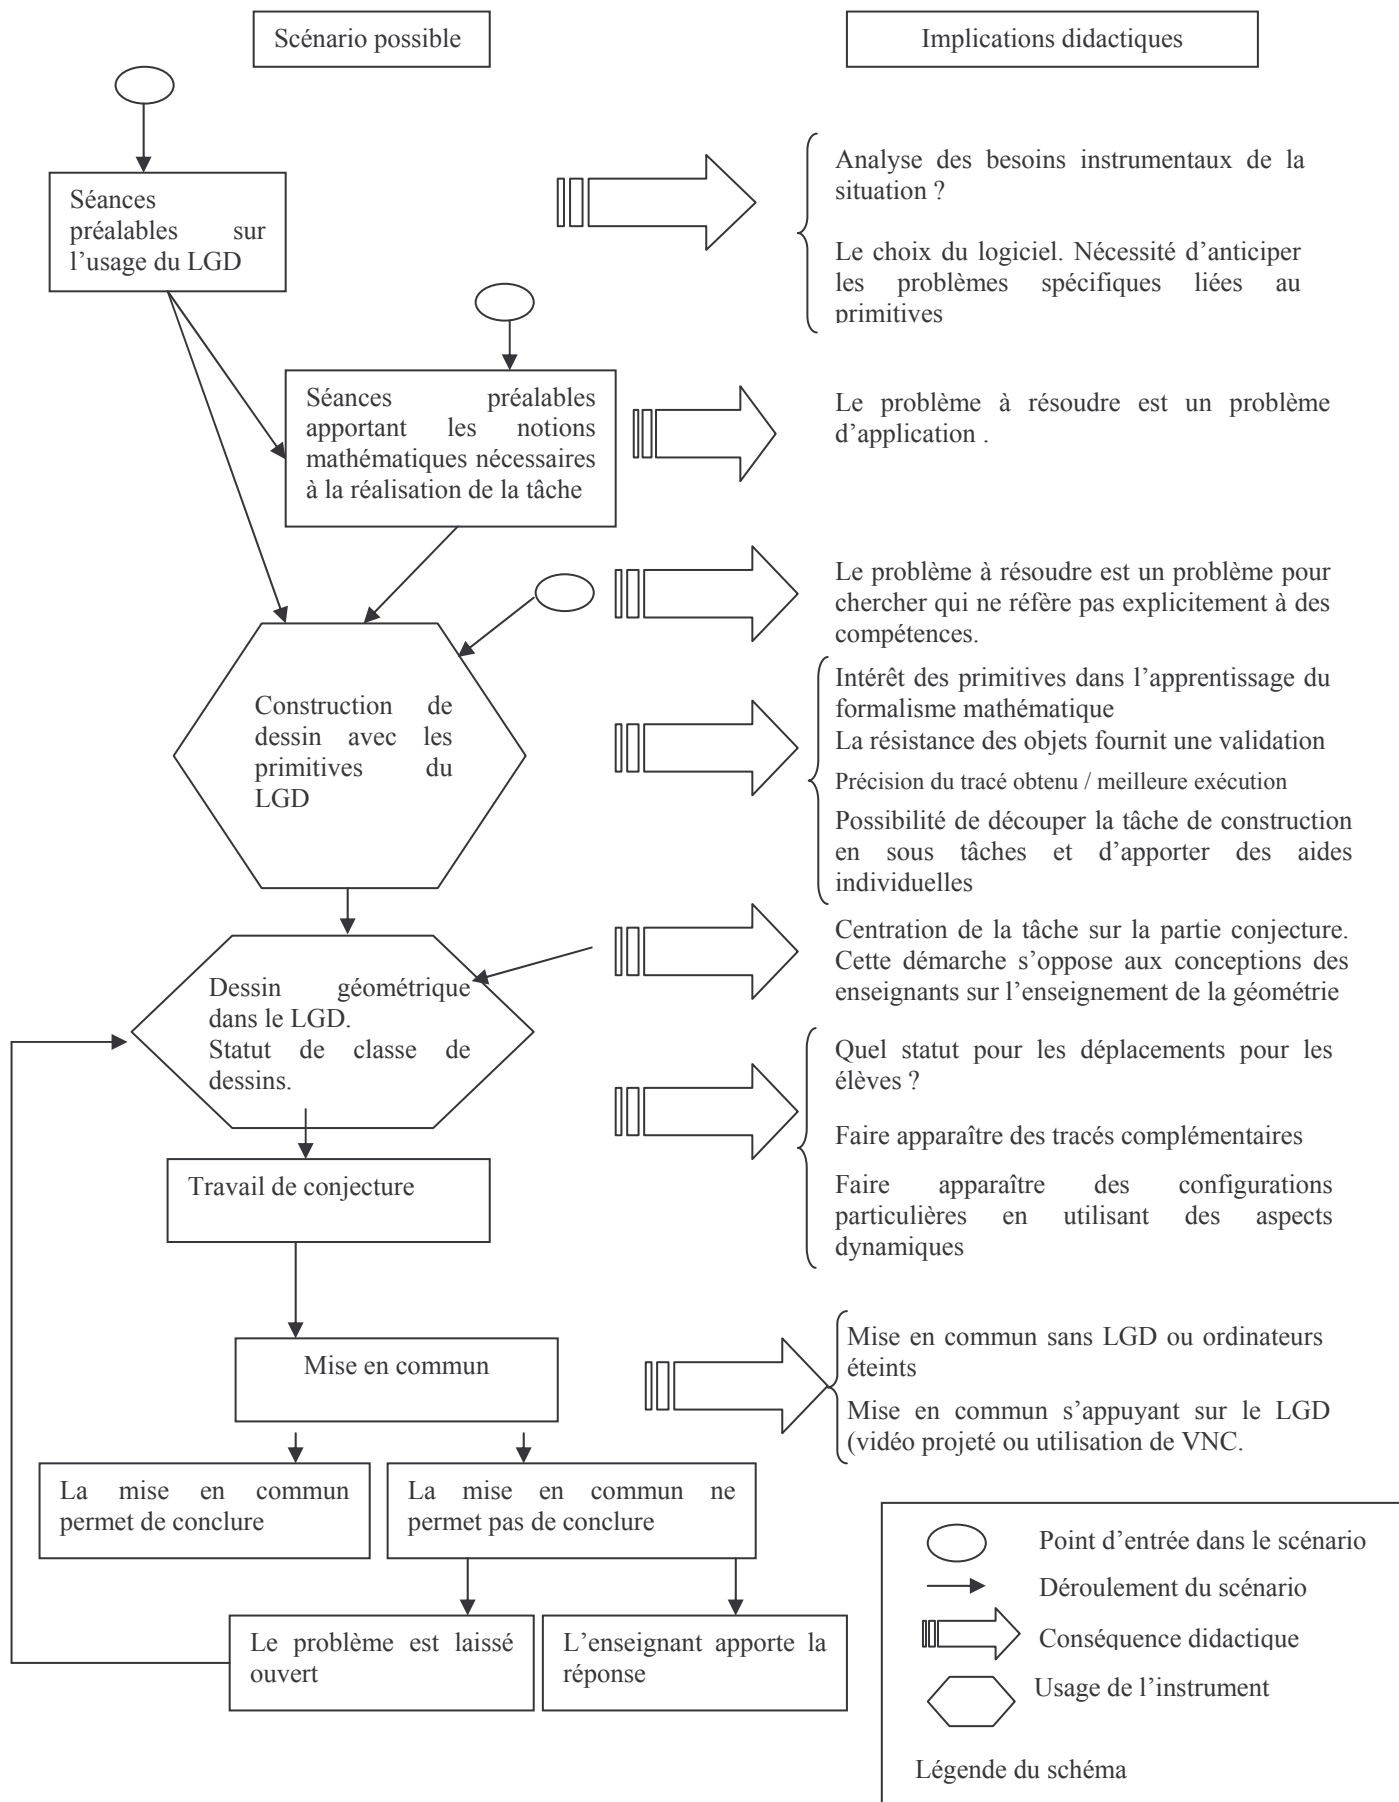 Scénario possible
Implications didactiques
Séances
préalables sur
l’usage du LGD
Analyse des besoins instrumentaux de la
situation ?
Le choix du logiciel. Nécessité d’anticiper
les problèmes spécifiques liées au
primitives
Séances préalables
apportant les notions
mathématiques nécessaires
à la réalisation de la tâche
Le problème à résoudre est un problème
d’application .
Le problème à résoudre est un problème pour
chercher qui ne réfère pas explicitement à des
compétences.
Construction de
dessin avec les
primitives du
LGD
Intérêt des primitives dans l’apprentissage du
formalisme mathématique
La résistance des objets fournit une validation
Précision du tracé obtenu / meilleure exécution
Possibilité de découper la tâche de construction
en sous tâches et d’apporter des aides
individuelles
Dessin géométrique
dans le LGD.
Statut de classe de
dessins.
Centration de la tâche sur la partie conjecture.
Cette démarche s’oppose aux conceptions des
enseignants sur l’enseignement de la géométrie
Quel statut pour les déplacements pour les
élèves ?
Faire apparaître des tracés complémentaires
Faire apparaître des configurations
particulières en utilisant des aspects
dynamiques
Travail de conjecture
Mise en commun
Mise en commun sans LGD ou ordinateurs
éteints
Mise en commun s’appuyant sur le LGD
(vidéo projeté ou utilisation de VNC.
La mise en commun
permet de conclure
La mise en commun ne
permet pas de conclure
Le problème est laissé
ouvert
L’enseignant apporte la
réponse
Point d’entrée dans le scénario
Déroulement du scénario
Conséquence didactique
Usage de l’instrument
Légende du schéma